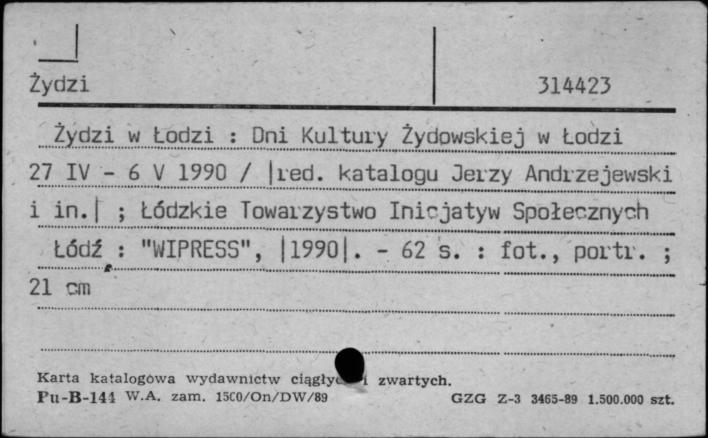 Żydzi 314423
Żydzi w Łodzi : Dni Kultury Żydowskiej w Łodzi
27 IV - 6 V 1990 / |red. katalogu Jerzy Andrzejewski
i in.| ; Łódzkie Towarzystwo Inicjatyw Społecznych
Łódź : "WIPRESS", |1990|. - 62 s. : fot., portr. ;
21 cm
Karta katalogowa wydawnictw ciągłyc i zwartych.
Pu-B-144 W.A. zam. 1500/On/DW/89 GZG Z-3 3465-89 1.500.000 szt.